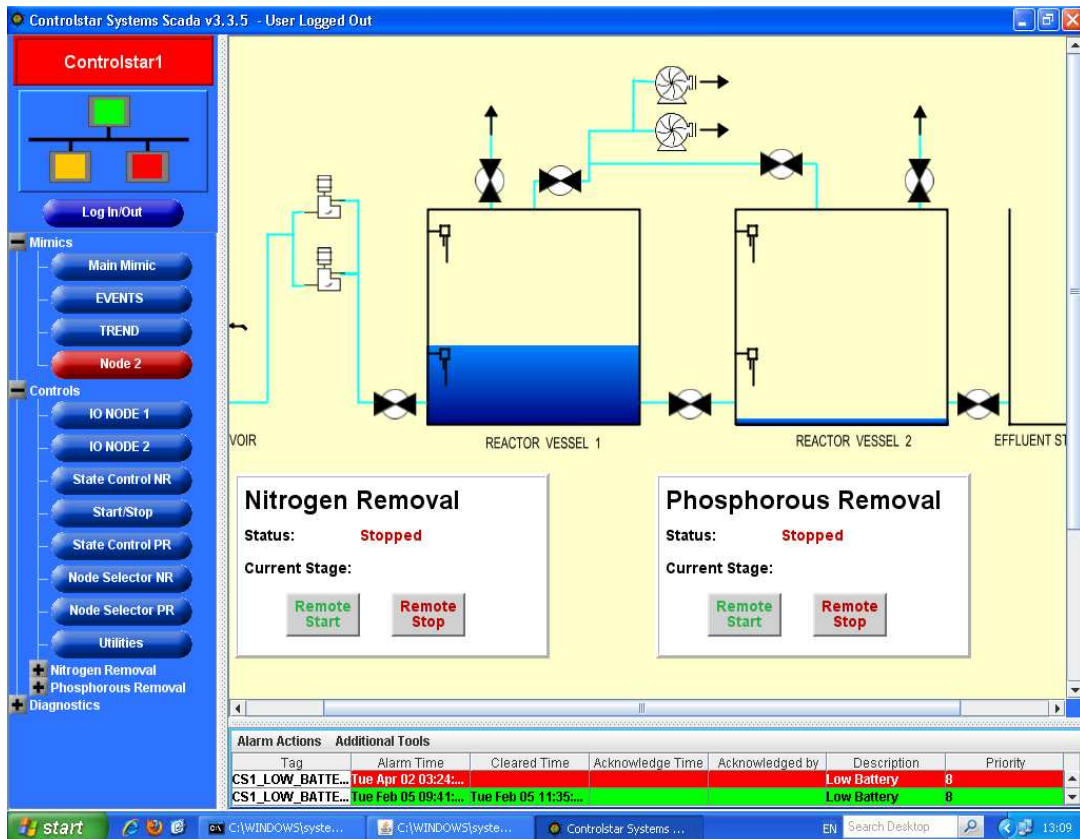 Controlstar Systems Scada v3.3.5 - User Logged Out
Controlstar1
Log In/Out
Mimics
Main Mimic
EVENTS
TREND
Node 2
Controls
IO NODE 1
IO NODE 2
State Control NR
Start/Stop
State Control PR
Node Selector NR
Node Selector PR
Utilities
Nitrogen Removal
Phosphorous Removal
Diagnostics
VOIR
REACTOR VESSEL 1
REACTOR VESSEL 2
EFFLUENT ST
Nitrogen Removal
Status: Stopped
Current Stage:
Remote Start
Remote Stop
Phosphorous Removal
Status: Stopped
Current Stage:
Remote Start
Remote Stop
Alarm Actions Additional Tools
Tag Alarm Time Cleared Time Acknowledge Time Acknowledged by Description Priority
CS1_LOW_BATTE... Tue Apr 02 03:24:... Low Battery 8
CS1_LOW_BATTE... Tue Feb 05 09:41:... Tue Feb 05 11:35:... Low Battery 8
start C:\WINDOWS\syste... C:\WINDOWS\syste... Controlstar Systems ... EN Search Desktop 13:09